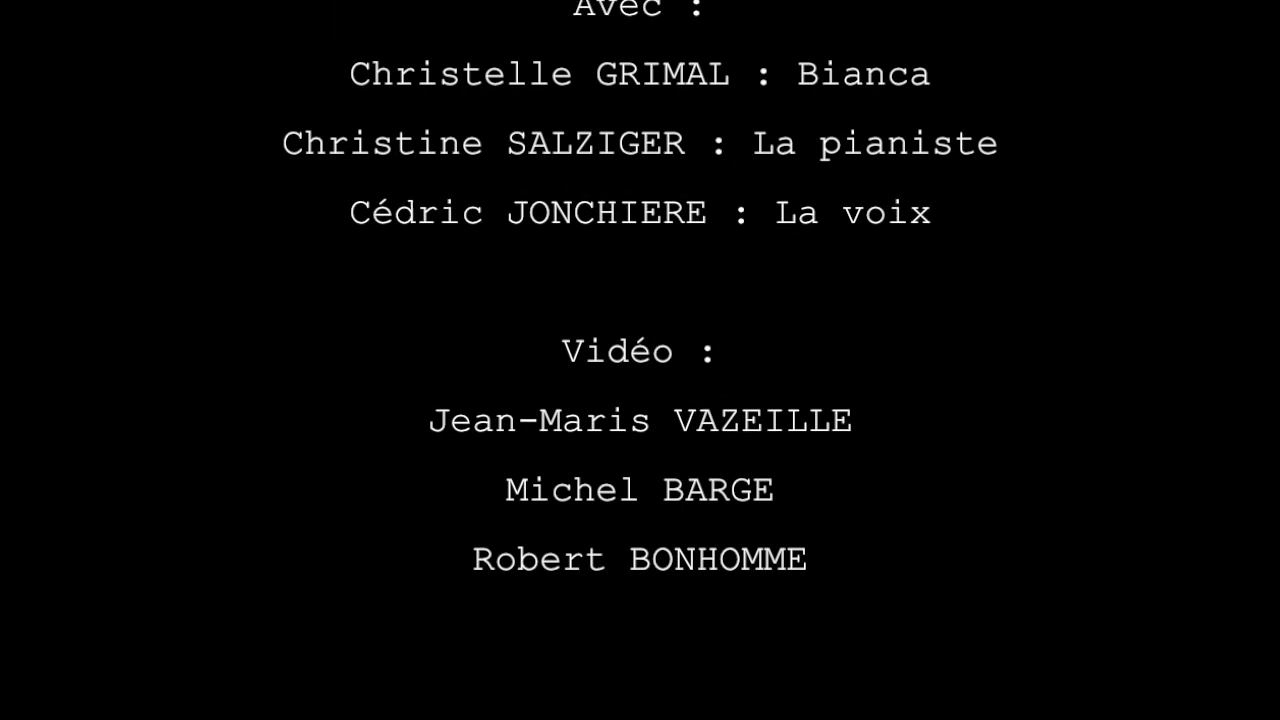 Avec :
Christelle GRIMAL : Bianca
Christine SALZIGER : La pianiste
Cédric JONCHIERE : La voix
Vidéo :
Jean-Maris VAZEILLE
Michel BARGE
Robert BONHOMME